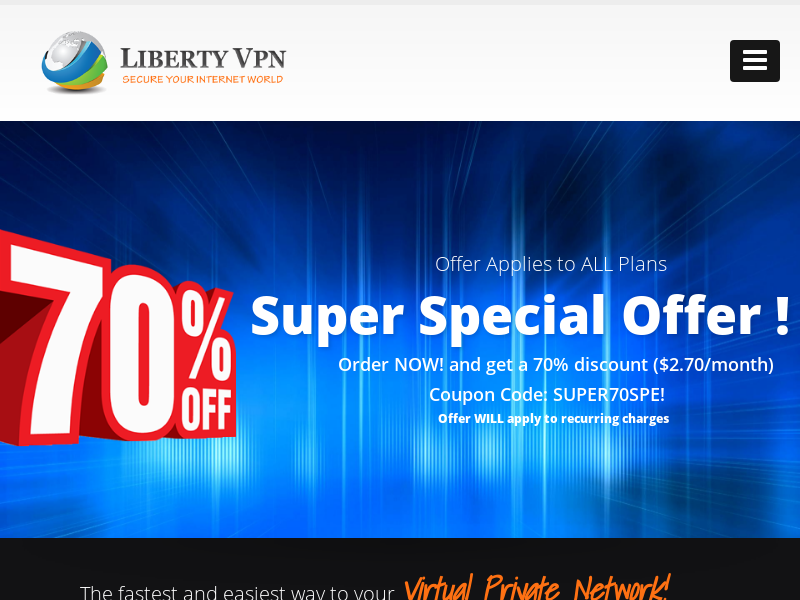 LIBERTY VPN
SECURE YOUR INTERNET WORLD
70%
OFF
Offer Applies to ALL Plans
Super Special Offer !
Order NOW! and get a 70% discount ($2.70/month)
Coupon Code: SUPER70SPE!
Offer WILL apply to recurring charges
The fastest and easiest way to your Virtual Private Network!